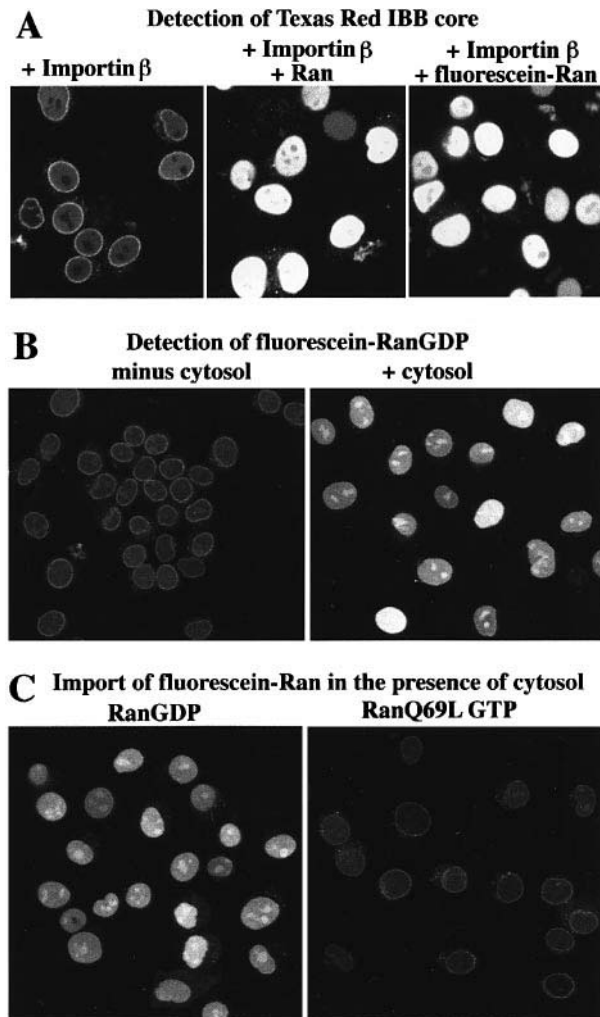 A Detection of Texas Red IBB core
+ Importin β
+ Importin β
+ Ran
+ Importin β
+ fluorescein-Ran
B Detection of fluorescein-RanGDP
minus cytosol + cytosol
C Import of fluorescein-Ran in the presence of cytosol
RanGDP RanQ69L GTP